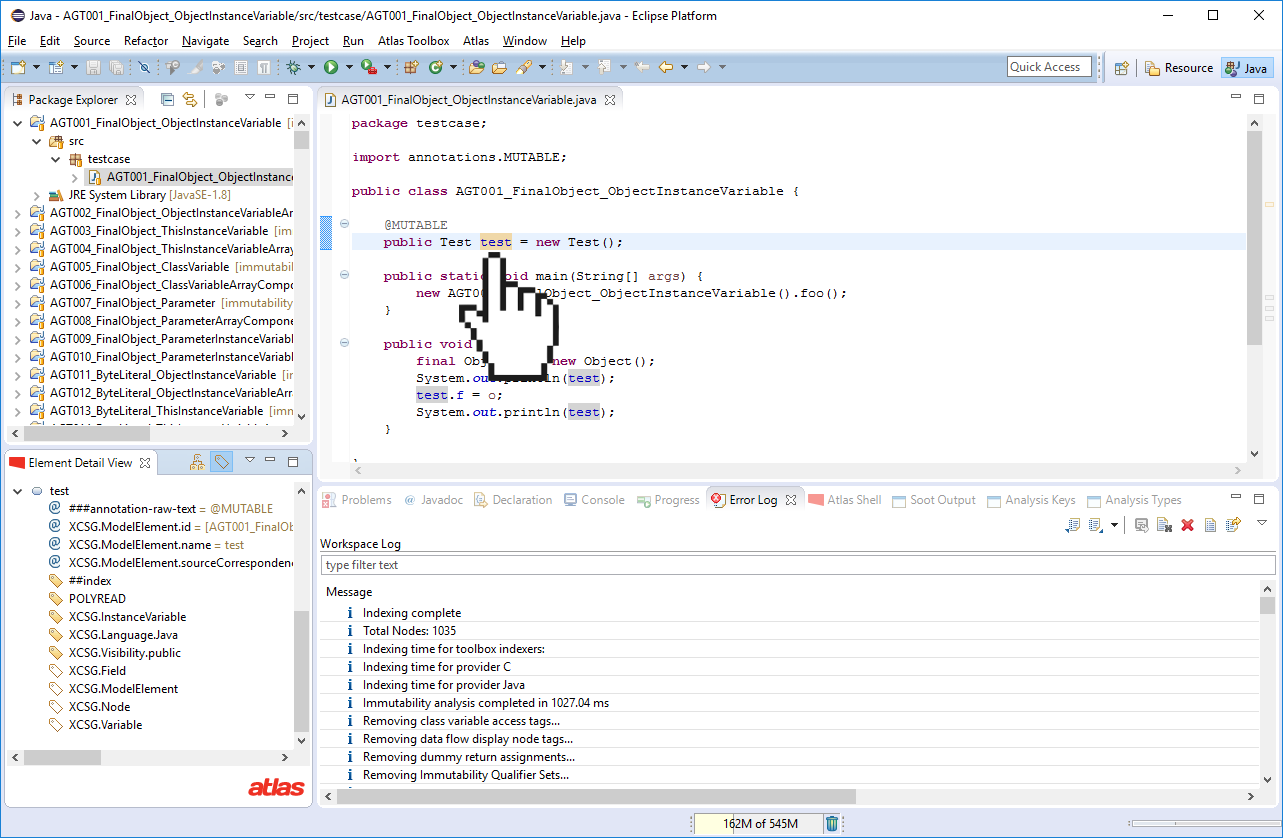 Java - AGT001_FinalObject_ObjectInstanceVariable/src/testcase/AGT001_FinalObject_ObjectInstanceVariable.java - Eclipse Platform
File Edit Source Refactor Navigate Search Project Run Atlas Toolbox Atlas Window Help
Quick Access
Resource
Java
Package Explorer
AGT001_FinalObject_ObjectInstanceVariable [i
src
testcase
AGT001_FinalObject_ObjectInstanc
JRE System Library [JavaSE-1.8]
AGT002_FinalObject_ObjectInstanceVariableAr
AGT003_FinalObject_ThisInstanceVariable [im
AGT004_FinalObject_ThisInstanceVariableArray
AGT005_FinalObject_ClassVariable [immutabil
AGT006_FinalObject_ClassVariableArrayCompo
AGT007_FinalObject_Parameter [immutability
AGT008_FinalObject_ParameterArrayCompone
AGT009_FinalObject_ParameterInstanceVariabl
AGT010_FinalObject_ParameterInstanceVariabl
AGT011_ByteLiteral_ObjectInstanceVariable [ir
AGT012_ByteLiteral_ObjectInstanceVariableArr
AGT013_ByteLiteral_ThisInstanceVariable [imm
AGT001_FinalObject_ObjectInstanceVariable.java
package testcase;
import annotations.MUTABLE;
public class AGT001_FinalObject_ObjectInstanceVariable {
@MUTABLE
public Test test = new Test();
public static void main(String[] args) {
new AGT001_FinalObject_ObjectInstanceVariable().foo();
}
public void
final Obj new Object();
System.out.println(test);
test.f = o;
System.out.println(test);
}
Element Detail View
test
###annotation-raw-text = @MUTABLE
XCSG.ModelElement.id = [AGT001_FinalOb
XCSG.ModelElement.name = test
XCSG.ModelElement.sourceCorresponden
##index
POLYREAD
XCSG.InstanceVariable
XCSG.Language.Java
XCSG.Visibility.public
XCSG.Field
XCSG.ModelElement
XCSG.Node
XCSG.Variable
atlas
Problems @ Javadoc Declaration Console Progress Error Log Atlas Shell Soot Output Analysis Keys Analysis Types
Workspace Log
type filter text
Message
Indexing complete
Total Nodes: 1035
Indexing time for toolbox indexers:
Indexing time for provider C
Indexing time for provider Java
Immutability analysis completed in 1027.04 ms
Removing class variable access tags...
Removing data flow display node tags...
Removing dummy return assignments...
Removing Immutability Qualifier Sets...
162M of 545M